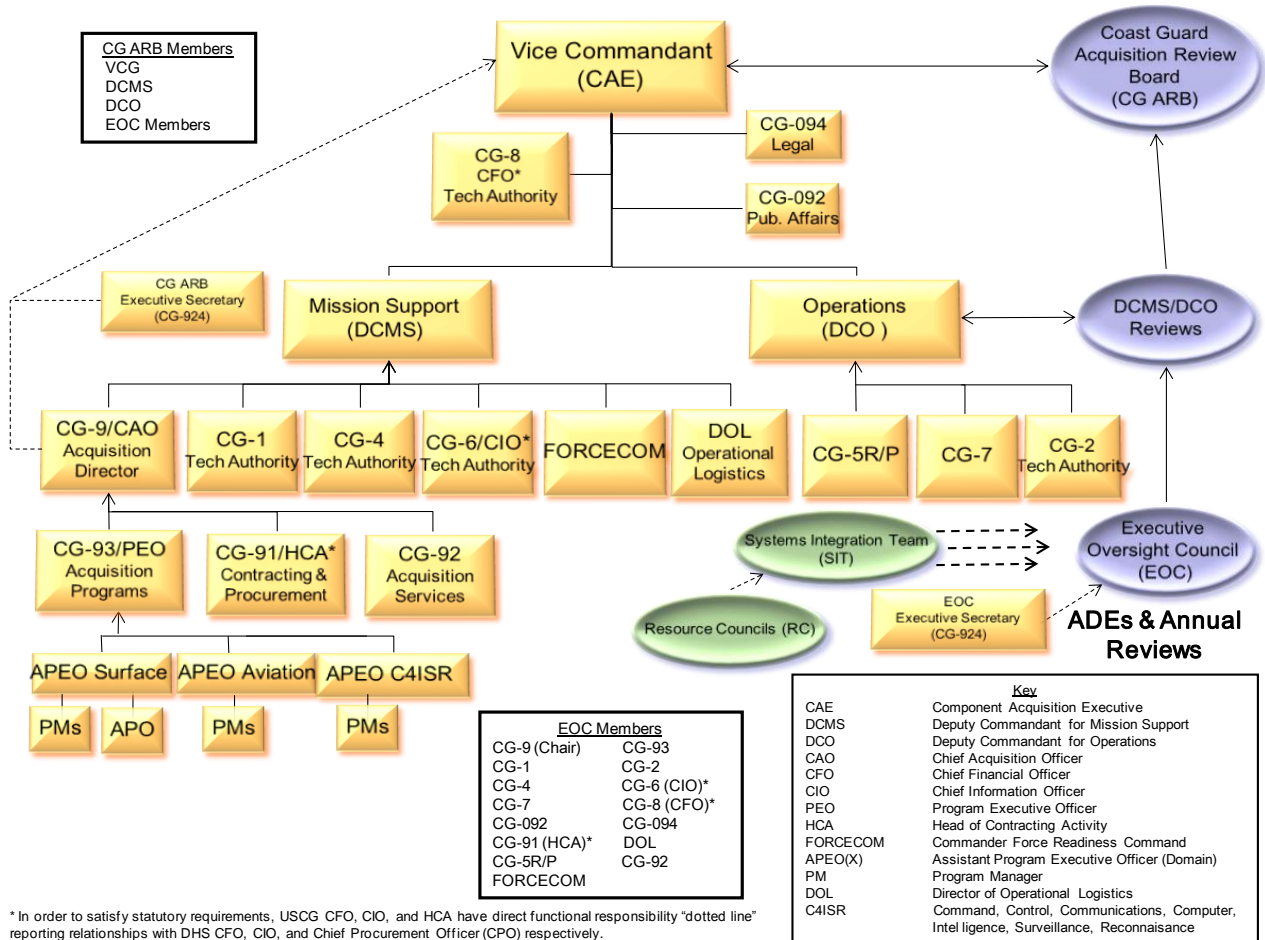 CG ARB Members
VCG
DCMS
DCO
EOC Members
Vice Commandant
(CAE)
Coast Guard
Acquisition Review
Board
(CG ARB)
CG-8
CFO*
Tech Authority
CG-094
Legal
CG-092
Pub. Affairs
CG ARB
Executive Secretary
(CG-924)
Mission Support
(DCMS)
Operations
(DCO )
DCMS/DCO
Reviews
CG-9/CAO
Acquisition
Director
CG-1
Tech Authority
CG-4
Tech Authority
CG-6/CIO*
Tech Authority
FORCECOM
DOL
Operational
Logistics
CG-5R/P
CG-7
CG-2
Tech Authority
CG-93/PEO
Acquisition
Programs
CG-91/HCA*
Contracting &
Procurement
CG-92
Acquisition
Services
Systems Integration Team
(SIT)
Executive
Oversight Council
(EOC)
Resource Councils (RC)
EOC
Executive Secretary
(CG-924)
ADEs & Annual
Reviews
APEO Surface
APEO Aviation
APEO C4ISR
PMs
APO
PMs
PMs
EOC Members
CG-9 (Chair) CG-93
CG-1 CG-2
CG-4 CG-6 (CIO)*
CG-7 CG-8 (CFO)*
CG-092 CG-094
CG-91 (HCA)* DOL
CG-5R/P CG-92
FORCECOM
Key
CAE Component Acquisition Executive
DCMS Deputy Commandant for Mission Support
DCO Deputy Commandant for Operations
CAO Chief Acquisition Officer
CFO Chief Financial Officer
CIO Chief Information Officer
PEO Program Executive Officer
HCA Head of Contracting Activity
FORCECOM Commander Force Readiness Command
APEO(X) Assistant Program Executive Officer (Domain)
PM Program Manager
DOL Director of Operational Logistics
C4ISR Command, Control, Communications, Computer,
Intel ligence, Surveillance, Reconnaisance
* In order to satisfy statutory requirements, USCG CFO, CIO, and HCA have direct functional responsibility “dotted line”
reporting relationships with DHS CFO, CIO, and Chief Procurement Officer (CPO) respectively.